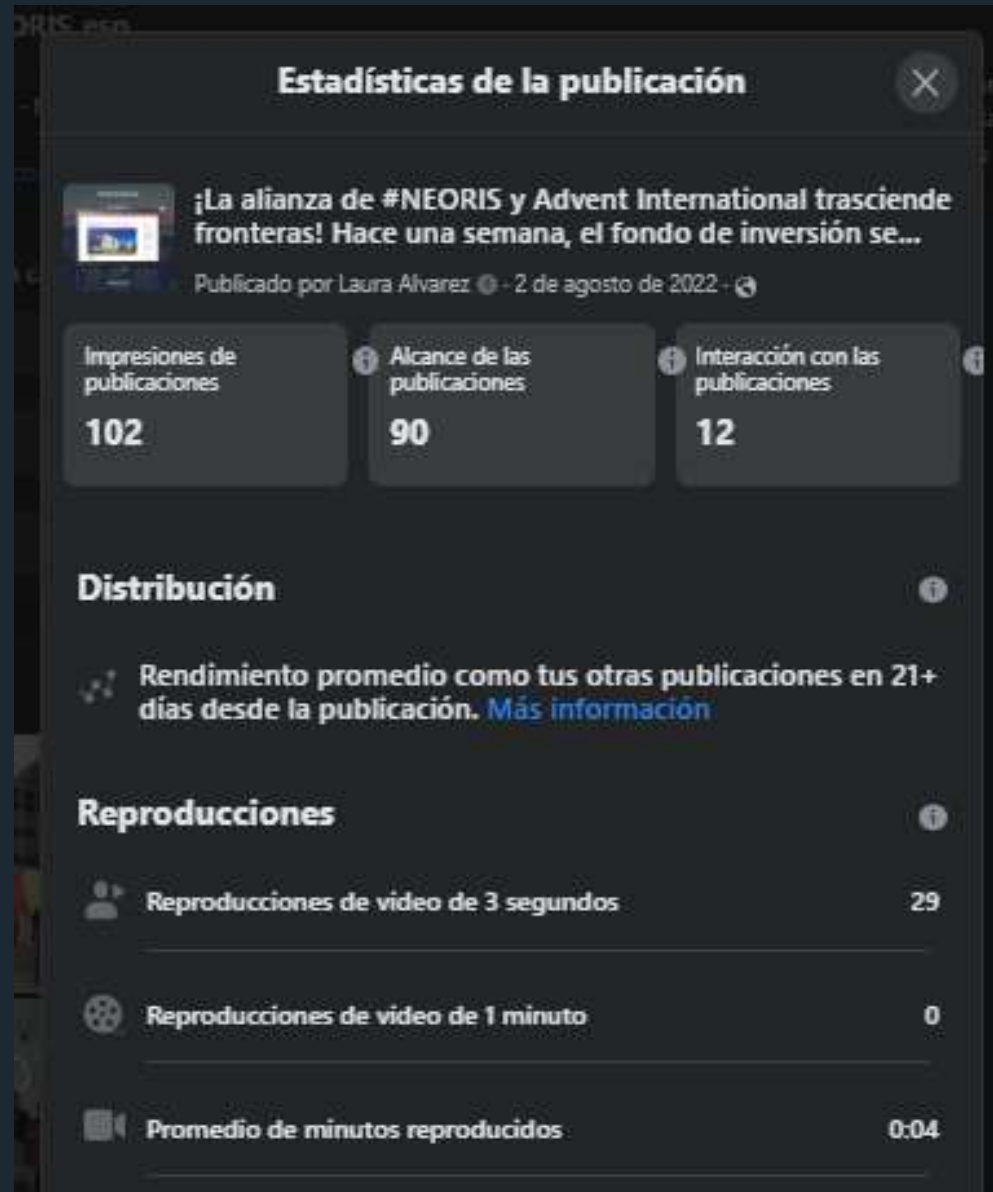 ORIS esp
Estadísticas de la publicación
¡La alianza de #NEORIS y Advent International trasciende
fronteras! Hace una semana, el fondo de inversión se...
Publicado por Laura Alvarez · 2 de agosto de 2022 ·
Impresiones de
publicaciones
102
Alcance de las
publicaciones
90
Interacción con las
publicaciones
12
Distribución
Rendimiento promedio como tus otras publicaciones en 21+
días desde la publicación. Más información
Reproducciones
Reproducciones de video de 3 segundos
29
Reproducciones de video de 1 minuto
0
Promedio de minutos reproducidos
0:04